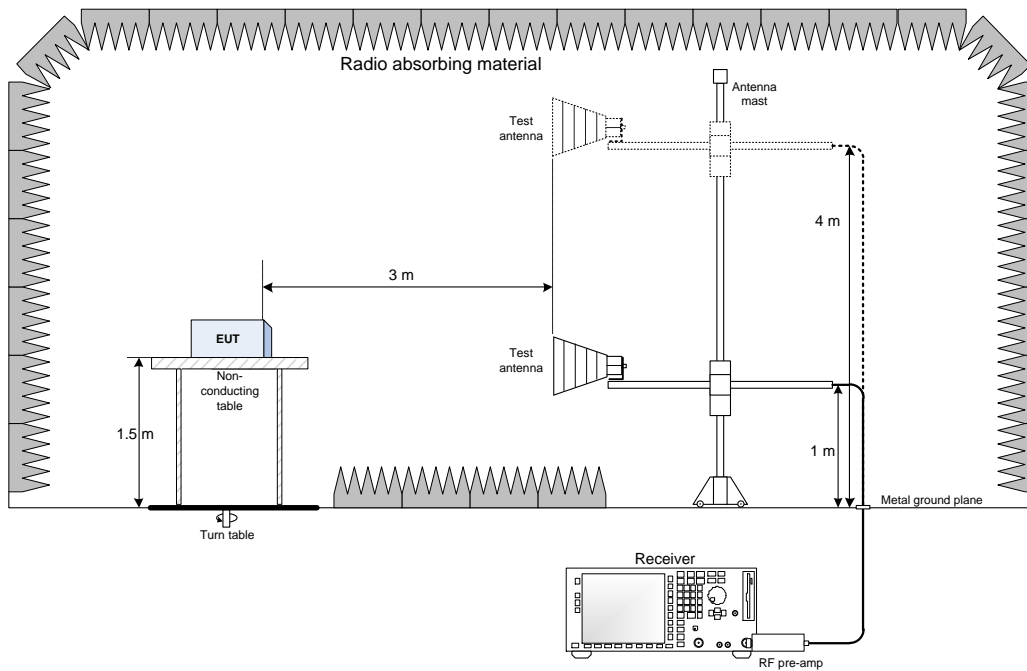 Radio absorbing material
Antenna
mast
Test
antenna
4 m
3 m
EUT
Test
antenna
Non-
conducting
table
1.5 m
1 m
Metal ground plane
Turn table
Receiver
RF pre-amp